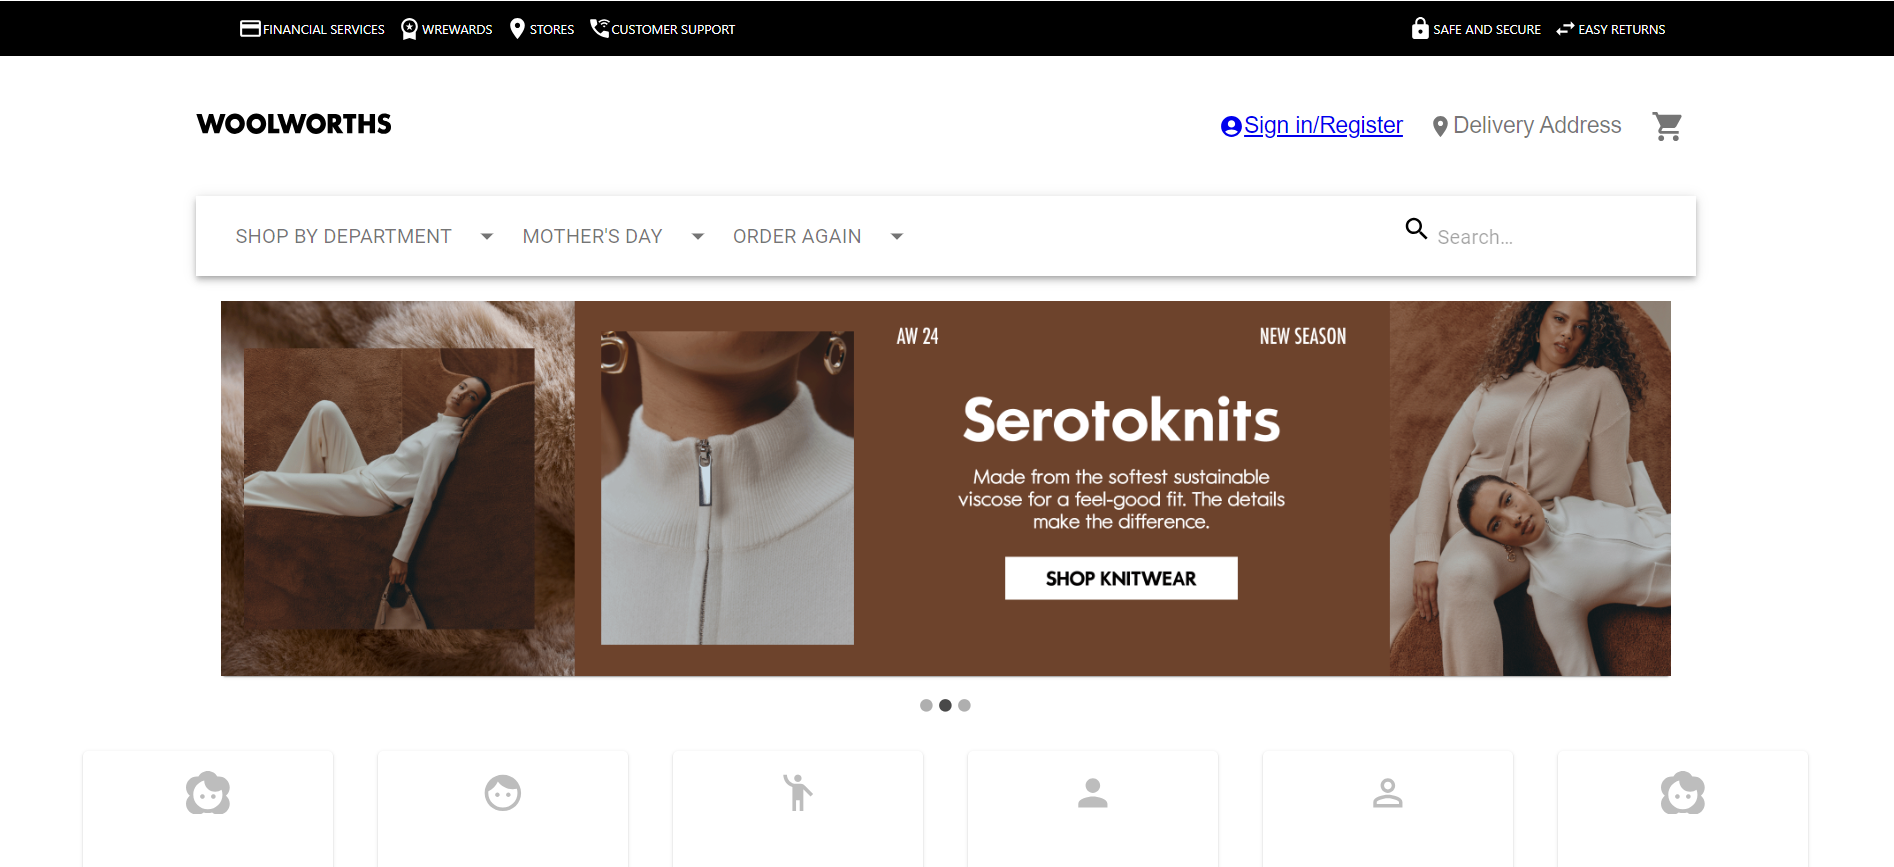 FINANCIAL SERVICES WREWARDS STORES CUSTOMER SUPPORT SAFE AND SECURE EASY RETURNS
WOOLWORTHS Sign in/Register Delivery Address
SHOP BY DEPARTMENT MOTHER'S DAY ORDER AGAIN Search...
AW 24 NEW SEASON
Serotoknits
Made from the softest sustainable
viscose for a feel-good fit. The details
make the difference.
SHOP KNITWEAR